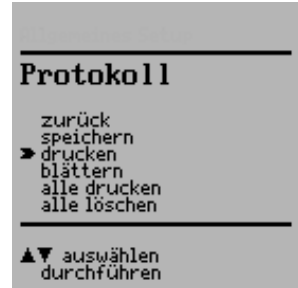 Protokoll
zurück
speichern
➤ drucken
blättern
alle drucken
alle löschen
▲▼ auswählen
durchführen